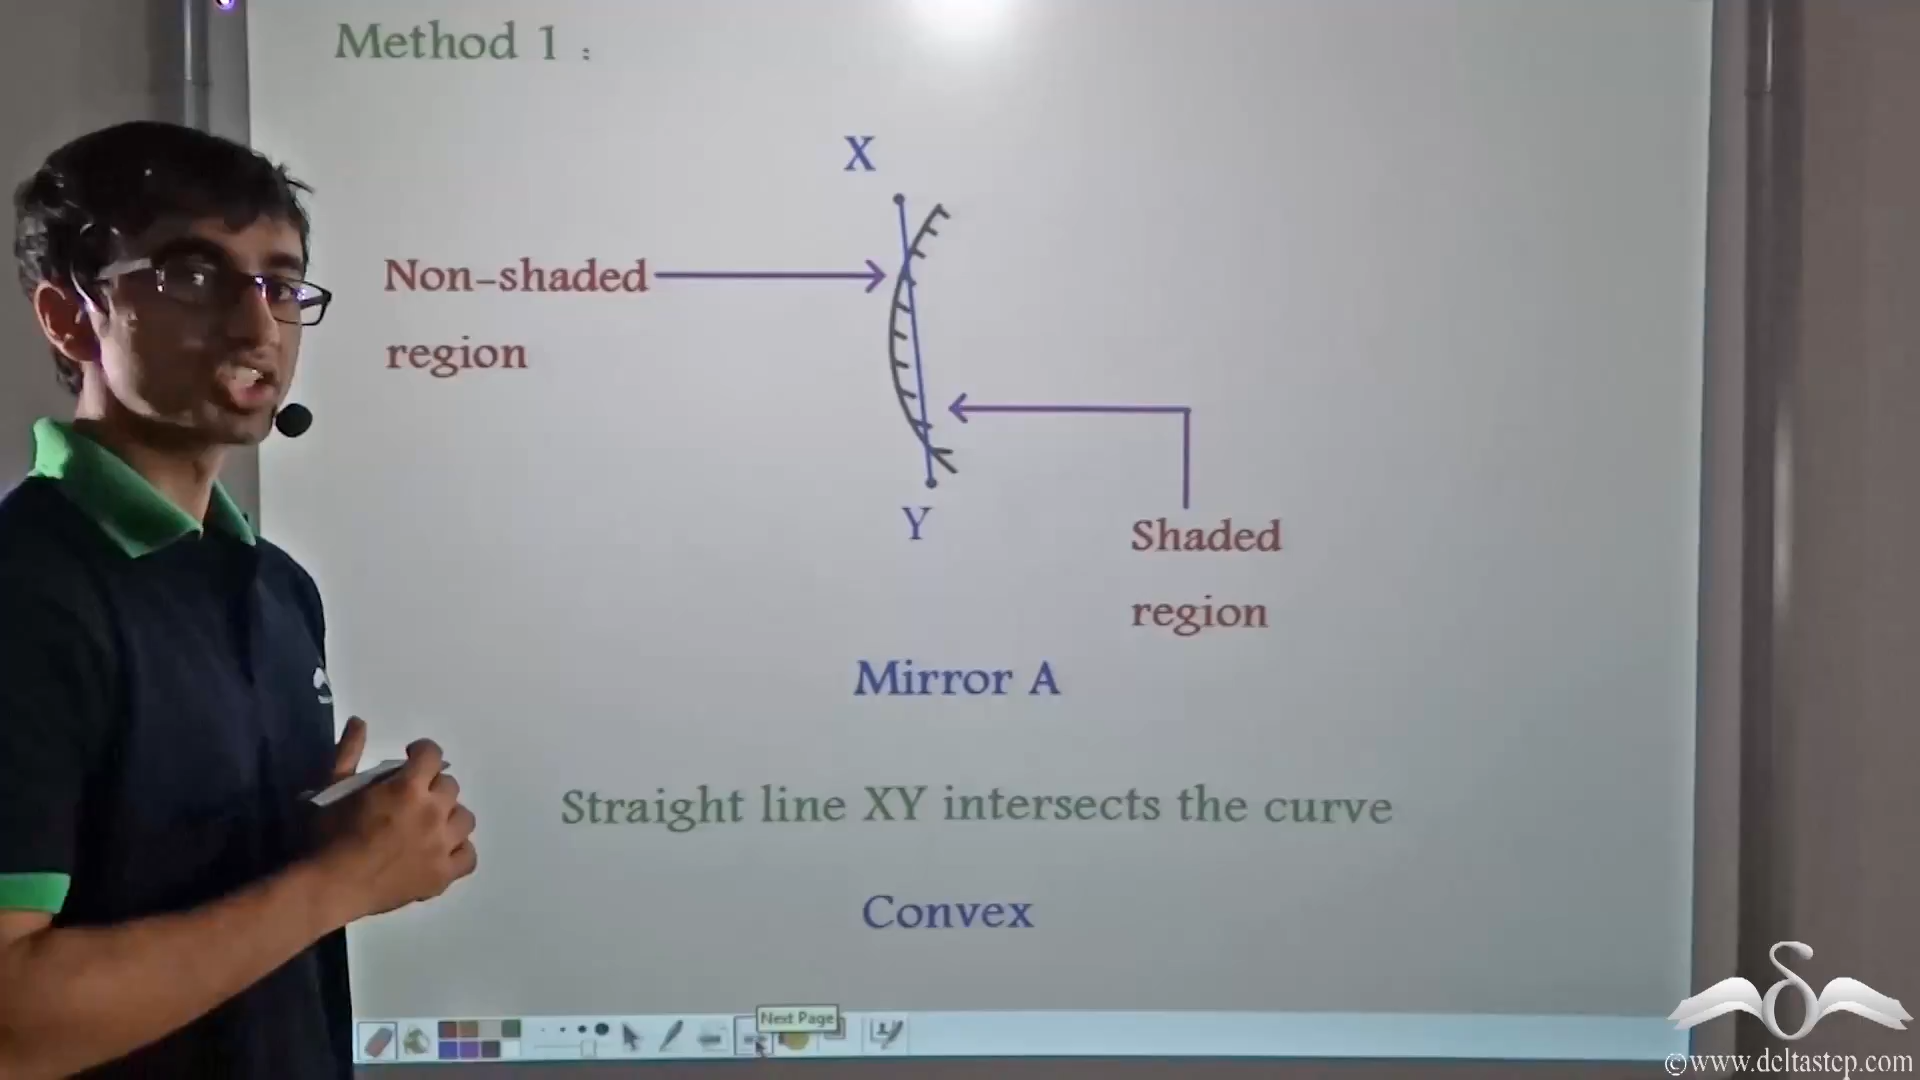 Method 1 :
X
Non-shaded
region
Y
Shaded
region
Mirror A
Straight line XY intersects the curve
Convex
Next Page
©www.deltastep.com